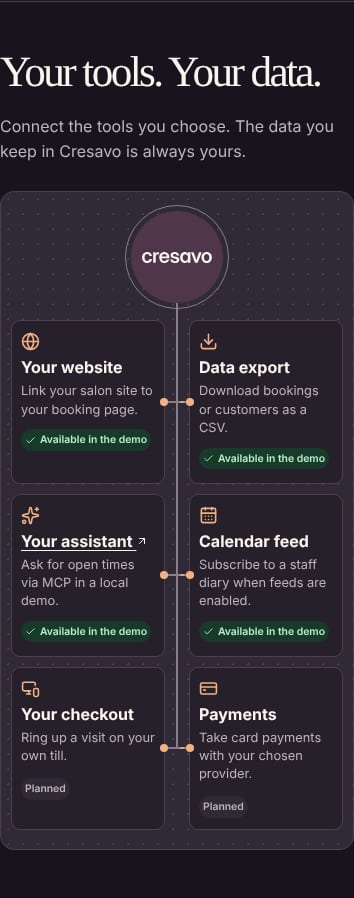 Your tools. Your data.
Connect the tools you choose. The data you
keep in Cresavo is always yours.
cresavo
Your website
Link your salon site to
your booking page.
Available in the demo
Data export
Download bookings
or customers as a
CSV.
Available in the demo
Your assistant
Ask for open times
via MCP in a local
demo.
Available in the demo
Calendar feed
Subscribe to a staff
diary when feeds are
enabled.
Available in the demo
Your checkout
Ring up a visit on your
own till.
Planned
Payments
Take card payments
with your chosen
provider.
Planned